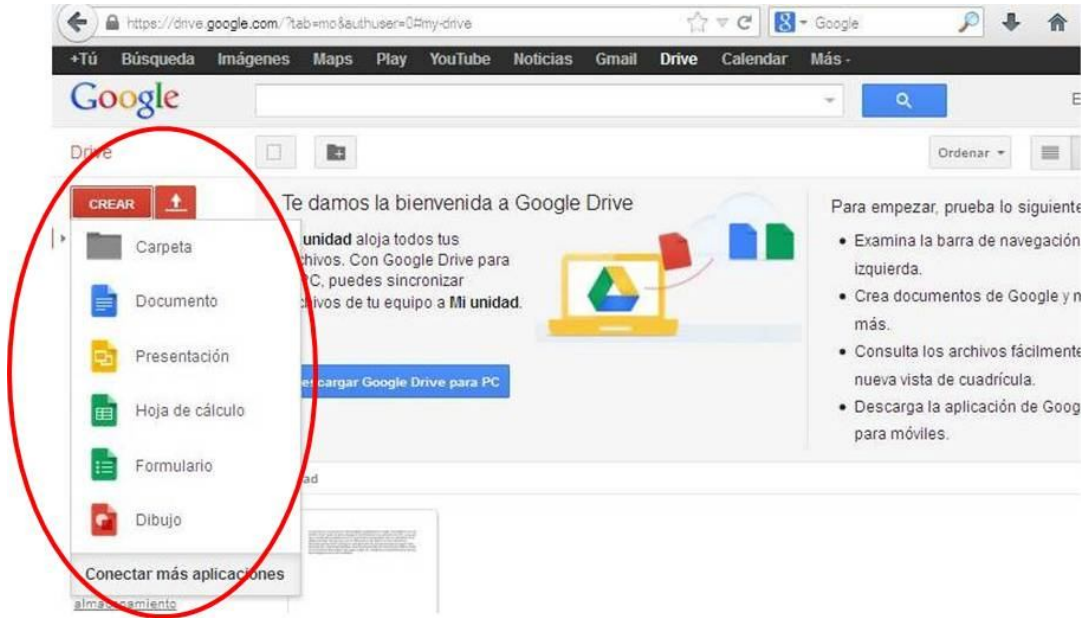 https://drive.google.com/?tab=mo&authuser=0#my-drive
Google
+Tú Búsqueda Imágenes Maps Play YouTube Noticias Gmail Drive Calendar Más
Google
E
Drive
Ordenar
CREAR
Carpeta
Documento
Presentación
Hoja de cálculo
Formulario
Dibujo
Conectar más aplicaciones
almacenamiento
Te damos la bienvenida a Google Drive
unidad aloja todos tus
chivos. Con Google Drive para
PC, puedes sincronizar
chivos de tu equipo a Mi unidad.
escargar Google Drive para PC
ad
Para empezar, prueba lo siguiente
• Examina la barra de navegación
izquierda.
• Crea documentos de Google y m
más.
• Consulta los archivos fácilmente
nueva vista de cuadrícula.
• Descarga la aplicación de Goog
para móviles.